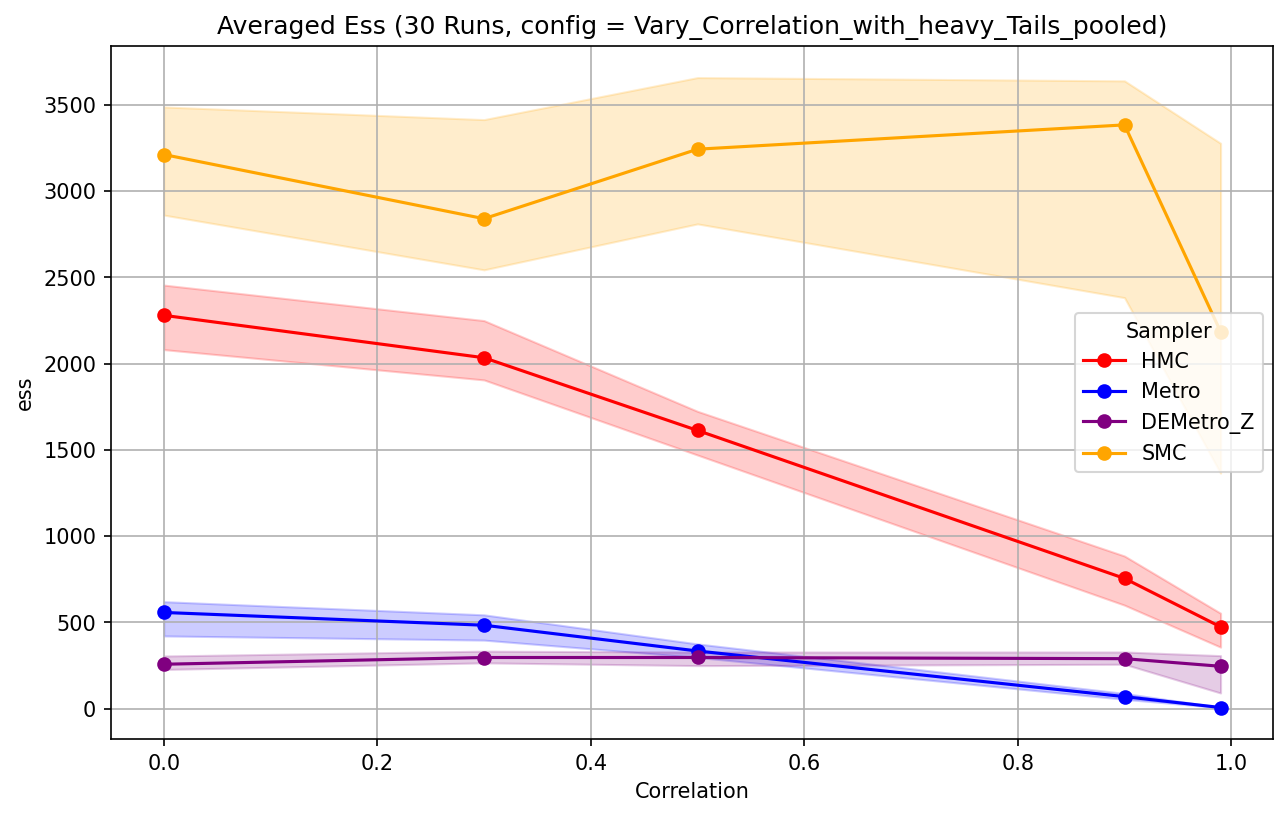 Averaged Ess (30 Runs, config = Vary_Correlation_with_heavy_Tails_pooled)
3500
3000
2500
2000
1500
1000
500
0
ess
Sampler
HMC
Metro
DEMetro_Z
SMC
0.0
0.2
0.4
0.6
0.8
1.0
Correlation